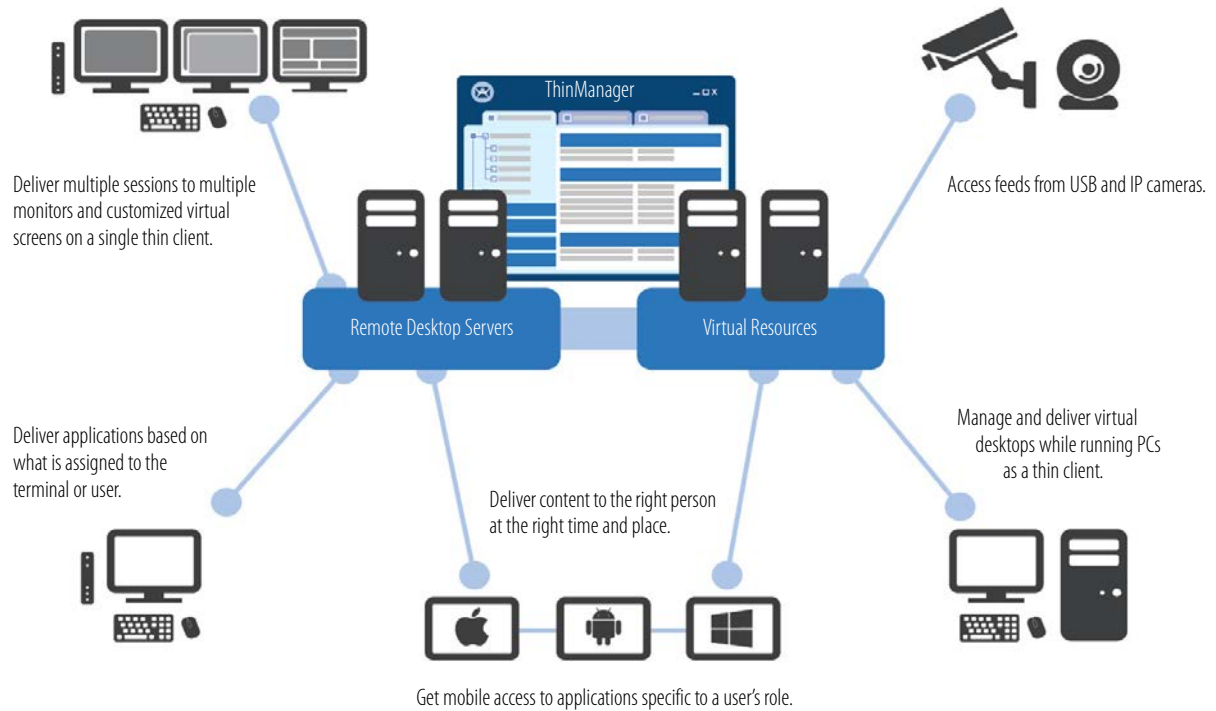 ThinManager
Deliver multiple sessions to multiple
monitors and customized virtual
screens on a single thin client.
Access feeds from USB and IP cameras.
Remote Desktop Servers
Virtual Resources
Deliver applications based on
what is assigned to the
terminal or user.
Manage and deliver virtual
desktops while running PCs
as a thin client.
Deliver content to the right person
at the right time and place.
Get mobile access to applications specific to a user's role.